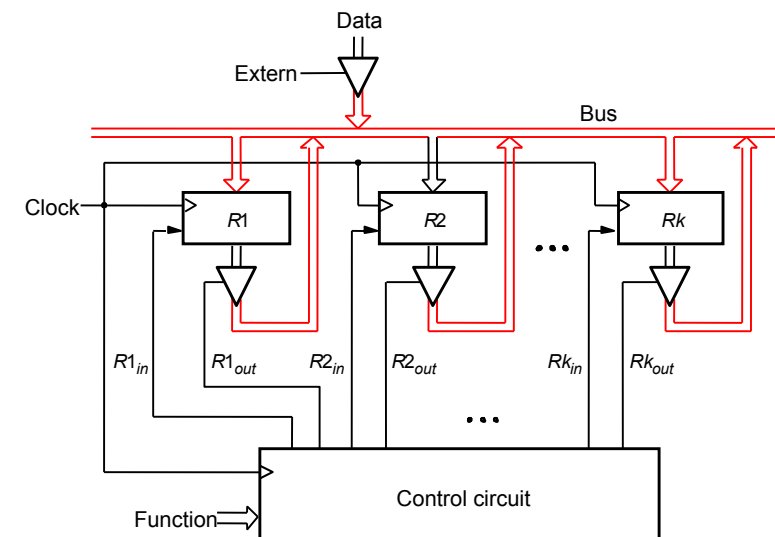 Data
Extern
Bus
Clock
R1
R2
Rk
...
R1in
R1out
R2in
R2out
Rkin
Rkout
...
Control circuit
Function